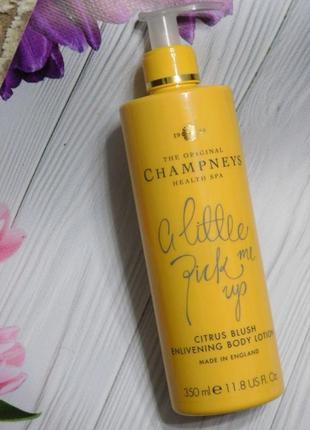 19
THE ORIGINAL
CHAMPNEYS
HEALTH SPA
a little
Pick me
up
CITRUS BLUSH
ENLIVENING BODY LOTION
MADE IN ENGLAND
350 ml e 11.8 US Fl. Oz